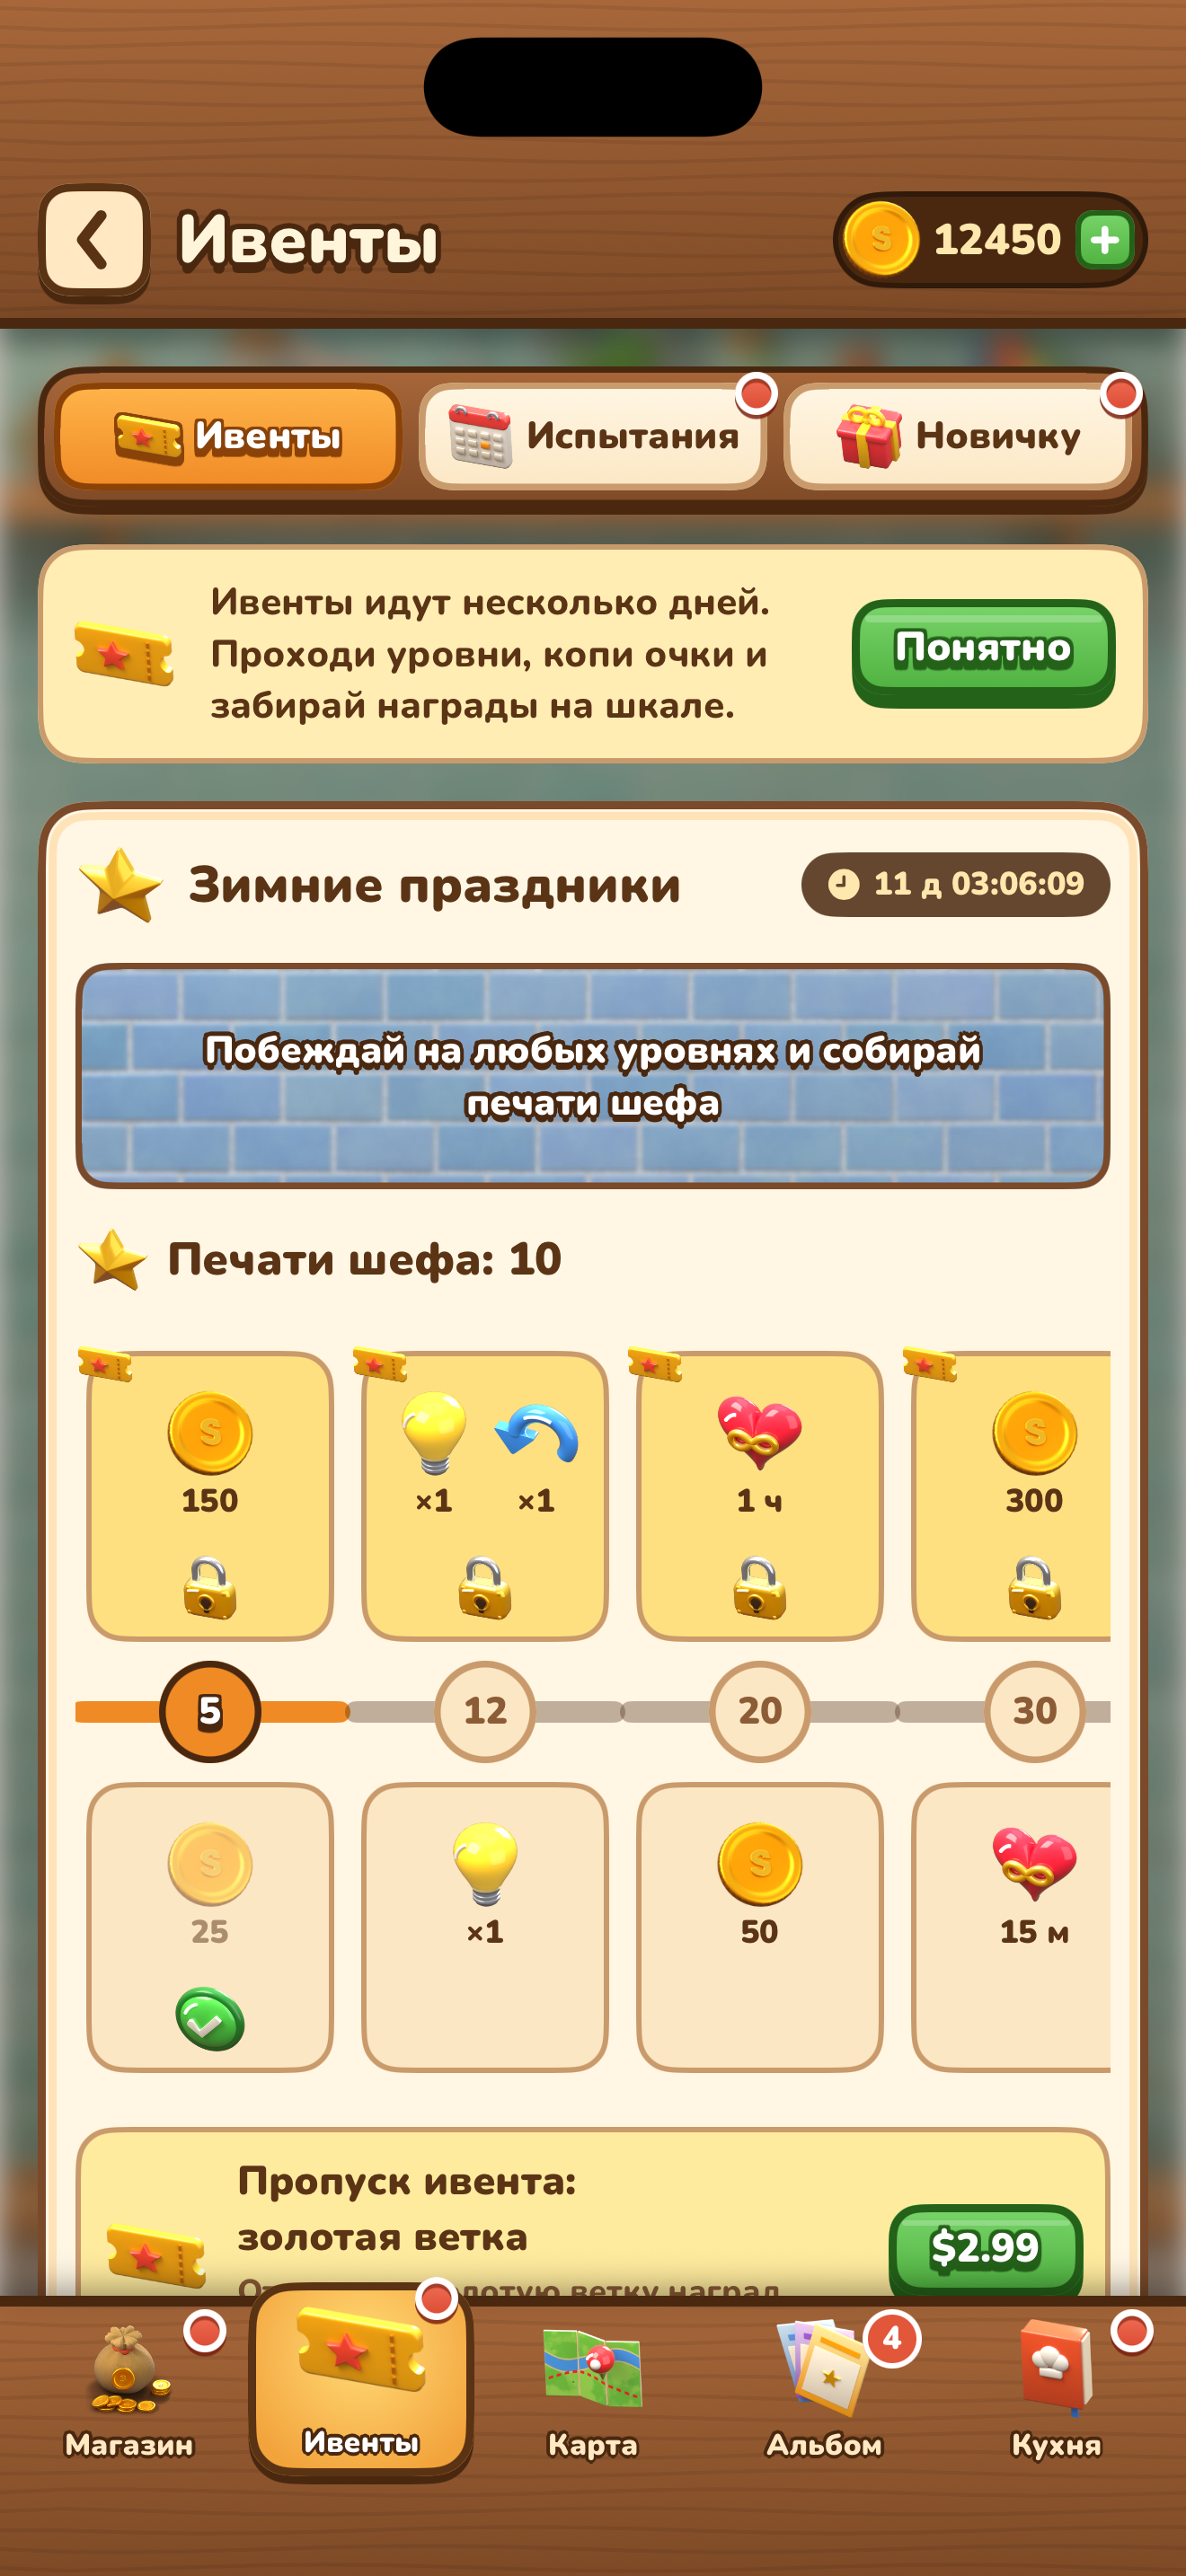 Ивенты
12450
Ивенты
Испытания
Новичку
Ивенты идут несколько дней.
Проходи уровни, копи очки и
забирай награды на шкале.
Понятно
Зимние праздники
11 д 03:06:09
Побеждай на любых уровнях и собирай
печати шефа
Печати шефа: 10
150
×1 ×1
1 ч
300
5
12
20
30
25
×1
50
15 м
Пропуск ивента:
золотая ветка
$2.99
ветку наград
4
Магазин
Ивенты
Карта
Альбом
Кухня